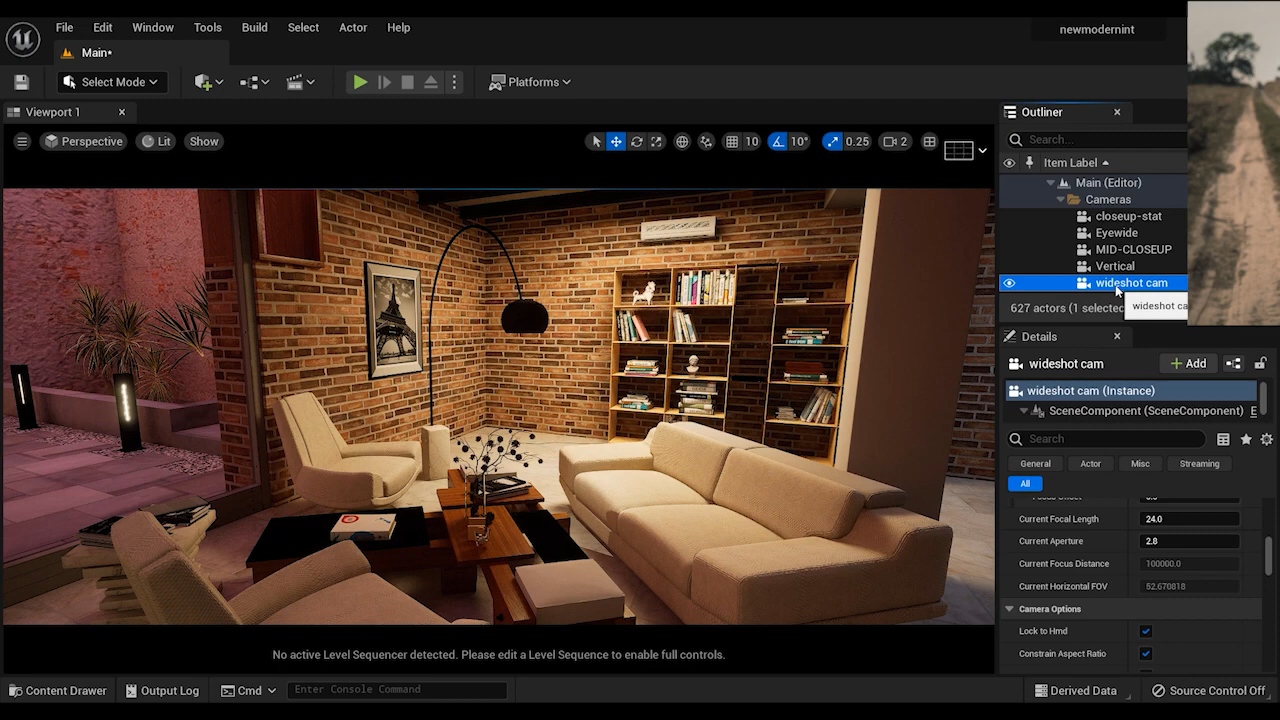 File Edit Window Tools Build Select Actor Help
newmodernint
Main*
Select Mode
Platforms
Viewport 1
Perspective Lit Show
10 10° 0.25 2
Outliner
Search...
Item Label
Main (Editor)
Cameras
closeup-stat
Eyewide
MID-CLOSEUP
Vertical
wideshot cam
wideshot ca
627 actors (1 selected
Details
wideshot cam
Add
wideshot cam (Instance)
SceneComponent (SceneComponent) E
Search
General Actor Misc Streaming
All
Current Focal Length 24.0
Current Aperture 2.8
Current Focus Distance 100000.0
Current Horizontal FOV 52.670818
Camera Options
Lock to Hmd
Constrain Aspect Ratio
No active Level Sequencer detected. Please edit a Level Sequence to enable full controls.
Content Drawer Output Log Cmd Enter Console Command Derived Data Source Control Off